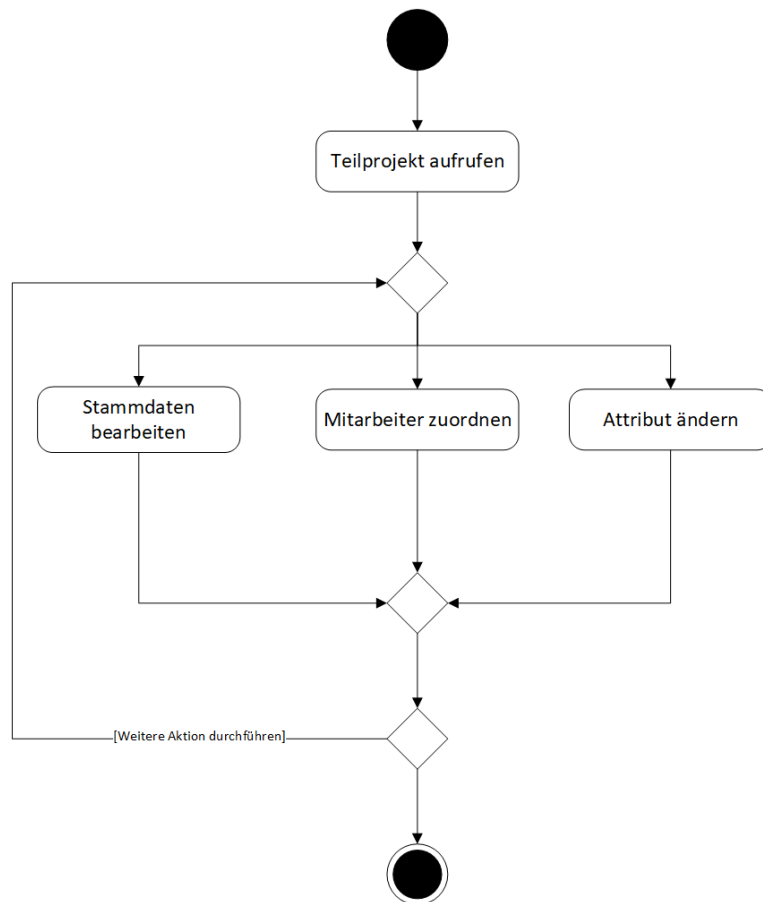 Teilprojekt aufrufen
Stammdaten
bearbeiten
Mitarbeiter zuordnen
Attribut ändern
[Weitere Aktion durchführen]